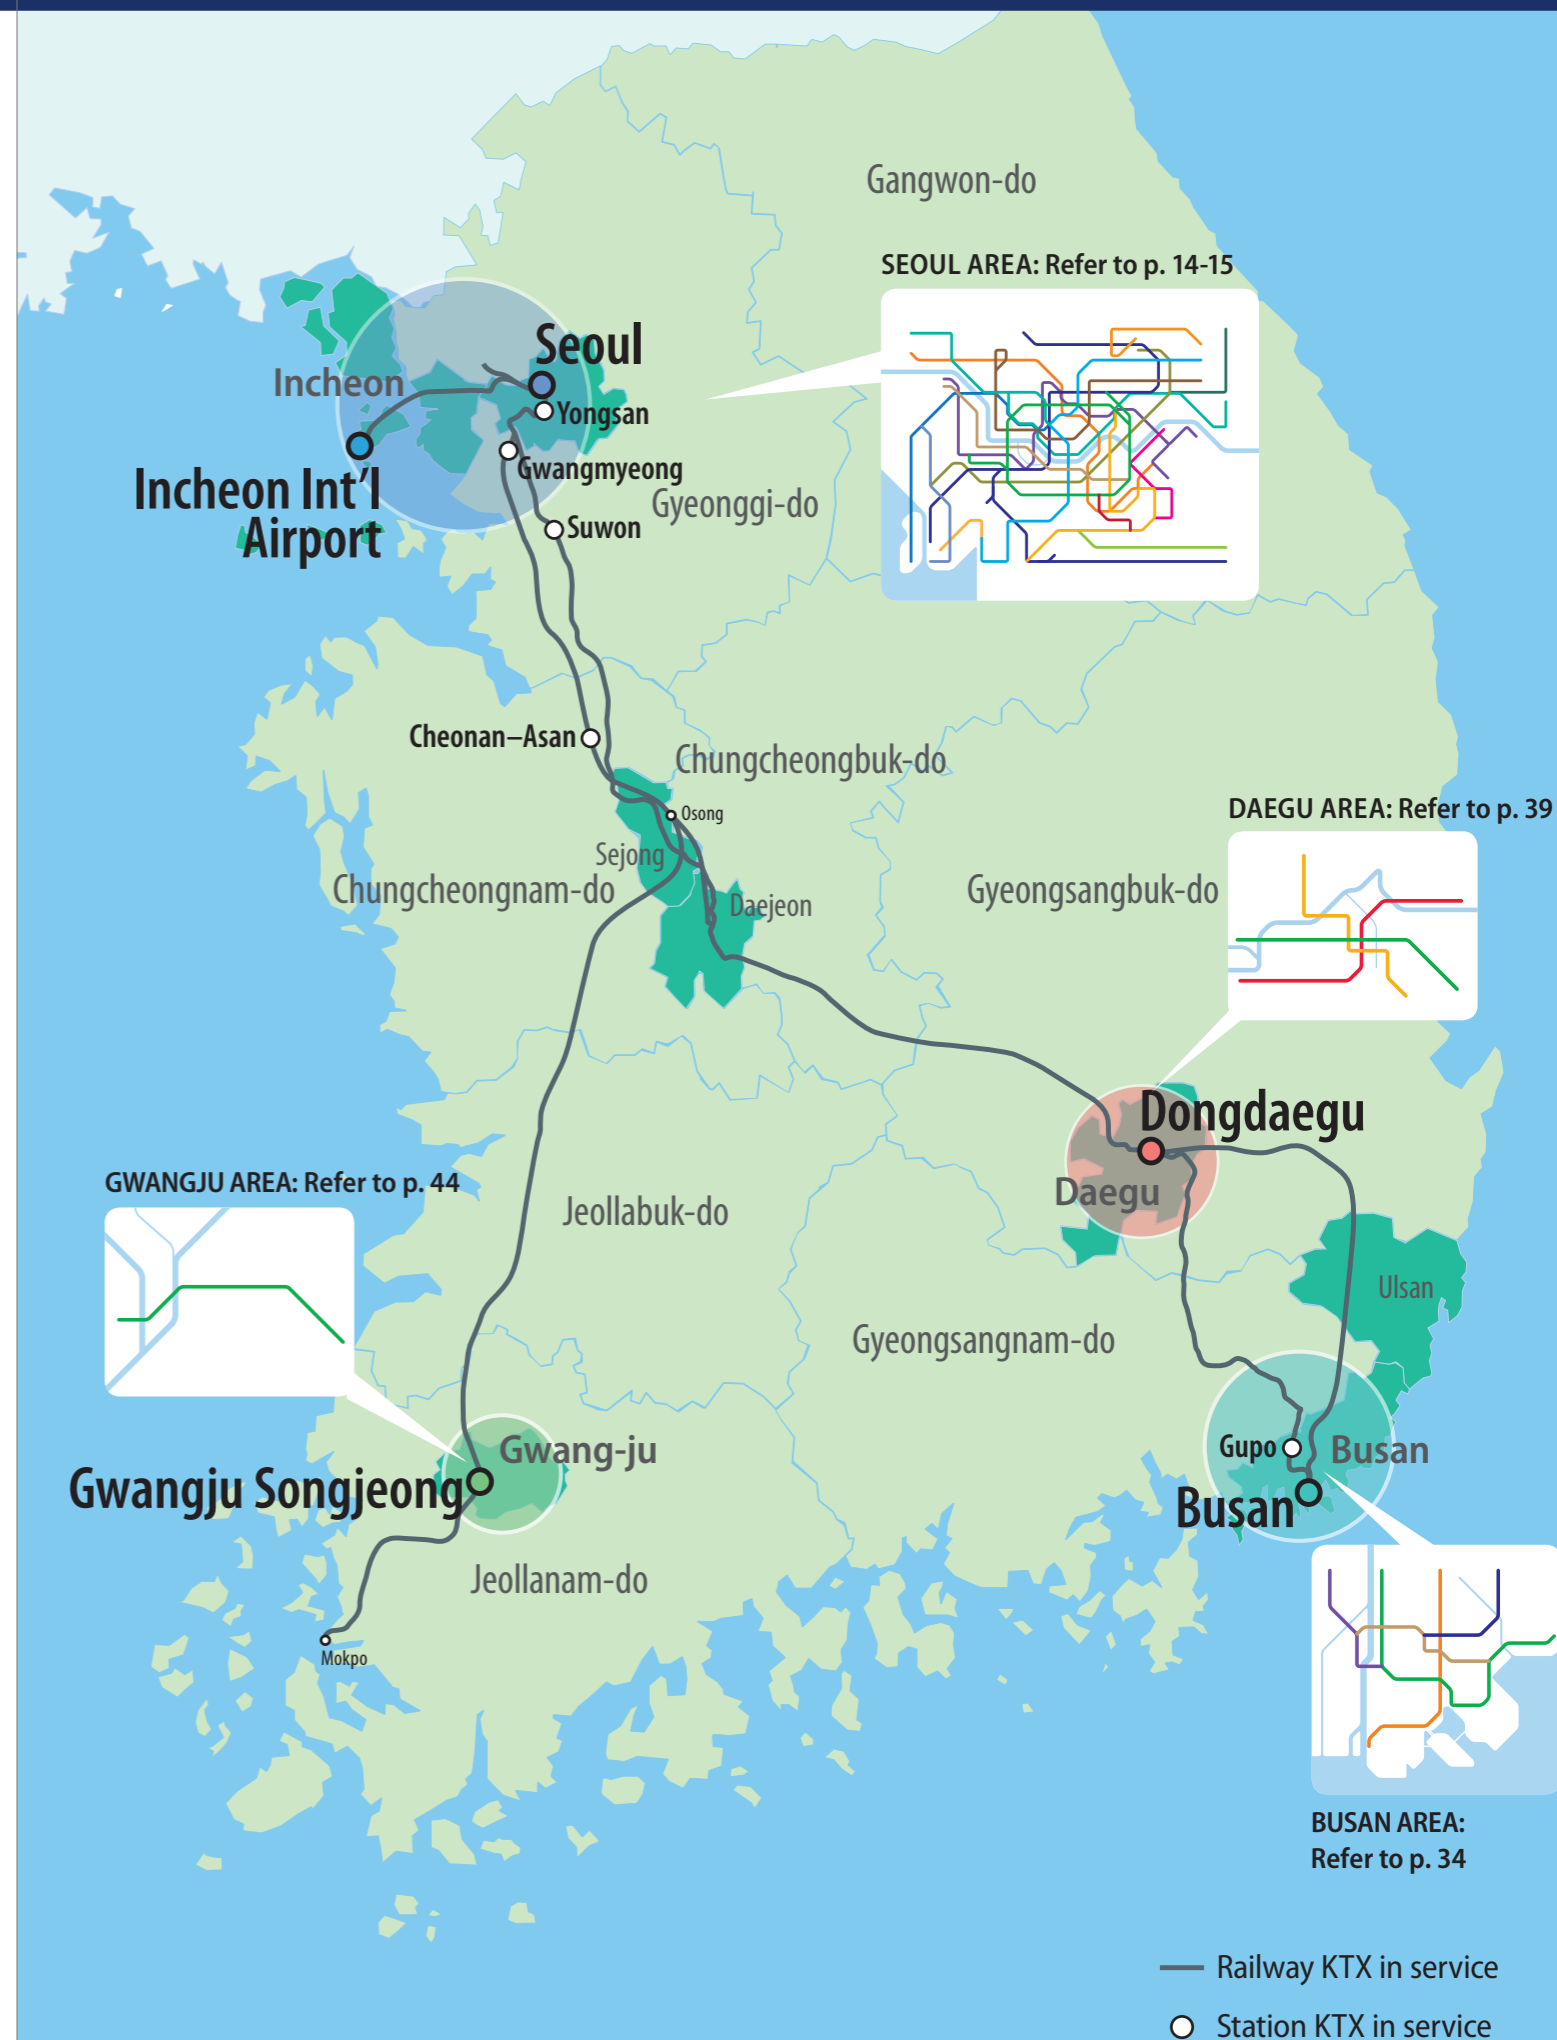 Gangwon-do
SEOUL AREA: Refer to p. 14-15
Seoul
Incheon
Yongsan
Gwangmyeong
Incheon Int'l
Airport
Gyeonggi-do
Suwon
Cheonan–Asan
Chungcheongbuk-do
Osong
DAEGU AREA: Refer to p. 39
Sejong
Chungcheongnam-do
Daejeon
Gyeongsangbuk-do
Dongdaegu
Daegu
GWANGJU AREA: Refer to p. 44
Jeollabuk-do
Ulsan
Gyeongsangnam-do
Gwang-ju
Gupo
Busan
Gwangju Songjeong
Busan
Jeollanam-do
Mokpo
BUSAN AREA:
Refer to p. 34
Railway KTX in service
Station KTX in service